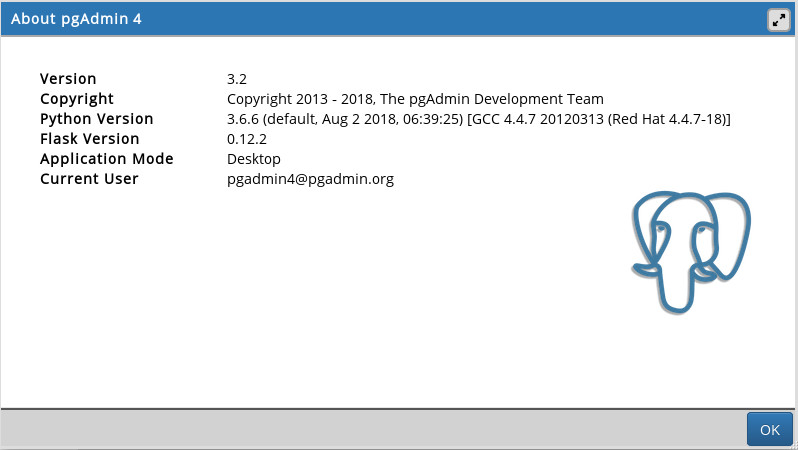 About pgAdmin 4
Version 3.2
Copyright Copyright 2013 - 2018, The pgAdmin Development Team
Python Version 3.6.6 (default, Aug 2 2018, 06:39:25) [GCC 4.4.7 20120313 (Red Hat 4.4.7-18)]
Flask Version 0.12.2
Application Mode Desktop
Current User pgadmin4@pgadmin.org
OK